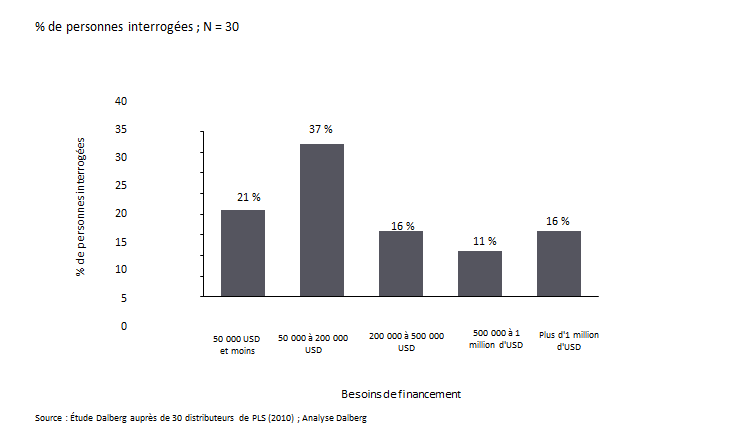 % de personnes interrogées ; N = 30
% de personnes interrogées
40
35
30
25
20
15
10
5
0
21 %
37 %
16 %
11 %
16 %
50 000 USD
et moins
50 000 à 200 000
USD
200 000 à 500 000
USD
500 000 à 1
million d'USD
Plus d'1 million
d'USD
Besoins de financement
Source : Étude Dalberg auprès de 30 distributeurs de PLS (2010) ; Analyse Dalberg